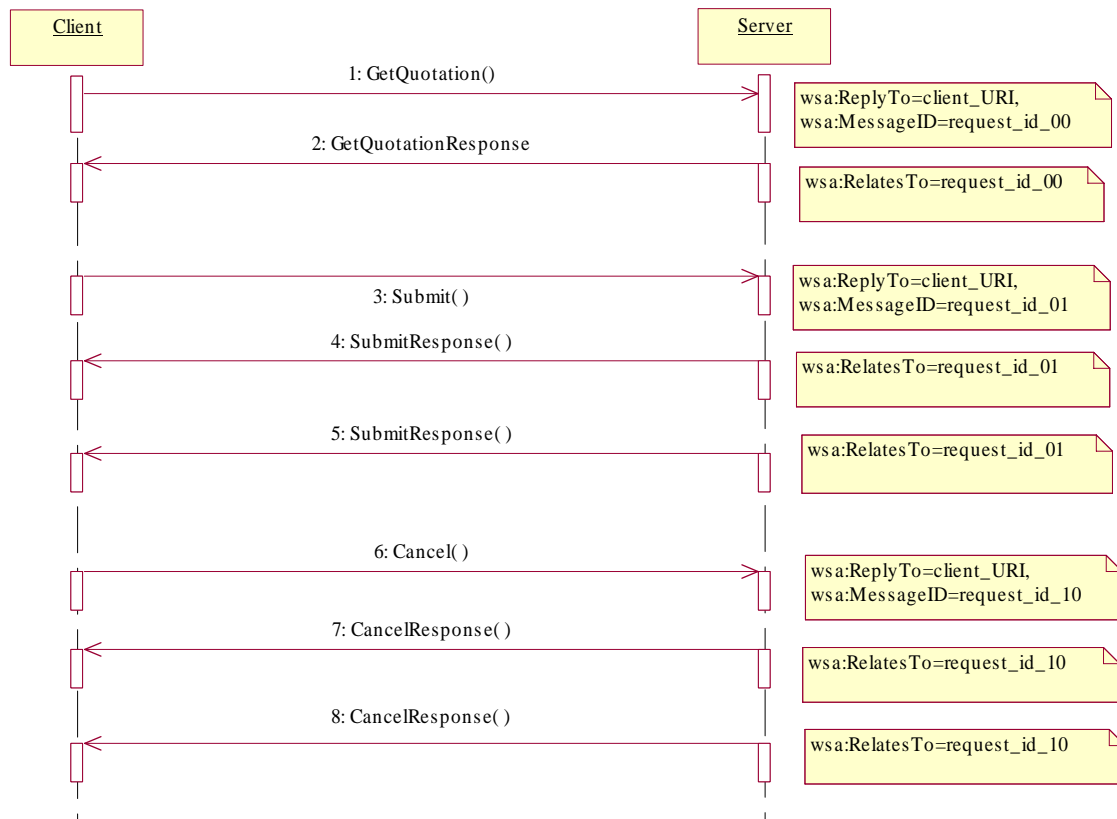 Client
Server
1: GetQuotation()
wsa:ReplyTo=client_URI,
wsa:MessageID=request_id_00
2: GetQuotationResponse
wsa:RelatesTo=request_id_00
3: Submit( )
wsa:ReplyTo=client_URI,
wsa:MessageID=request_id_01
4: SubmitResponse( )
wsa:RelatesTo=request_id_01
5: SubmitResponse( )
wsa:RelatesTo=request_id_01
6: Cancel( )
wsa:ReplyTo=client_URI,
wsa:MessageID=request_id_10
7: CancelResponse( )
wsa:RelatesTo=request_id_10
8: CancelResponse( )
wsa:RelatesTo=request_id_10